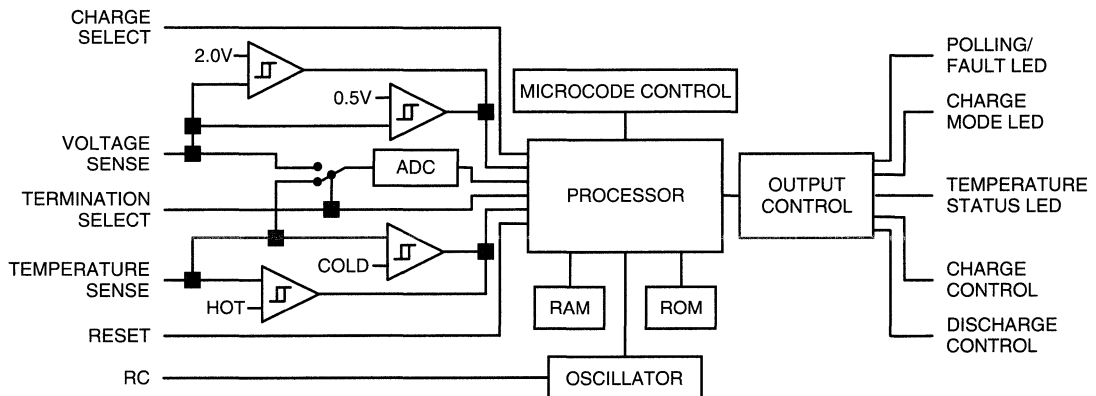 CHARGE
SELECT
2.0V
0.5V
VOLTAGE
SENSE
TERMINATION
SELECT
ADC
TEMPERATURE
SENSE
COLD
HOT
RESET
RC
MICROCODE CONTROL
PROCESSOR
RAM
ROM
OSCILLATOR
OUTPUT
CONTROL
POLLING/
FAULT LED
CHARGE
MODE LED
TEMPERATURE
STATUS LED
CHARGE
CONTROL
DISCHARGE
CONTROL